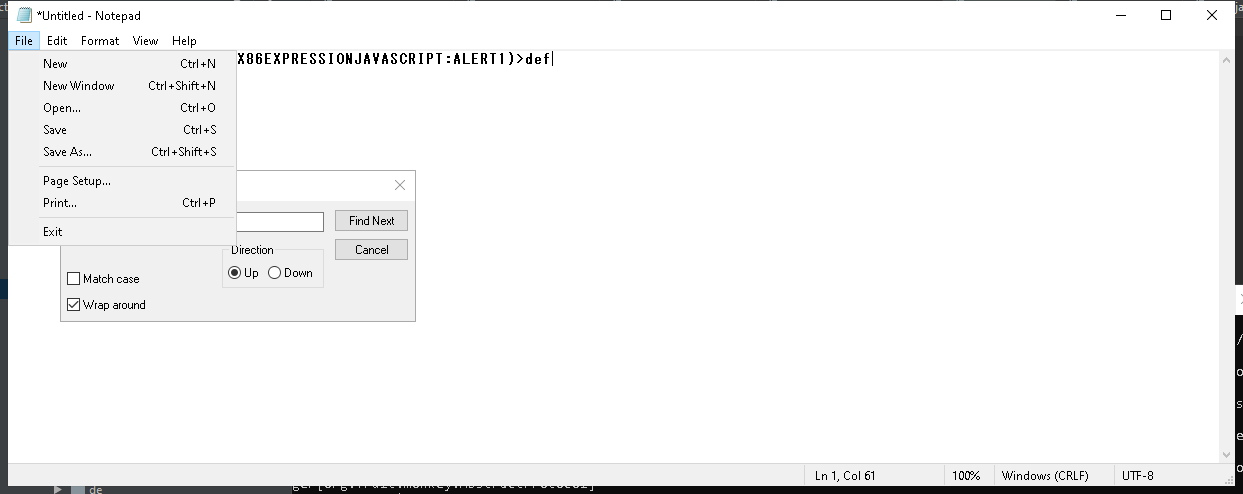 *Untitled - Notepad
File Edit Format View Help
X86EXPRESSIONJAVASCRIPT:ALERT1)>def
New Ctrl+N
New Window Ctrl+Shift+N
Open... Ctrl+O
Save Ctrl+S
Save As... Ctrl+Shift+S
Page Setup...
Print... Ctrl+P
Exit
Find Next
Cancel
Direction
Up Down
Match case
Wrap around
Ln 1, Col 61 100% Windows (CRLF) UTF-8
de